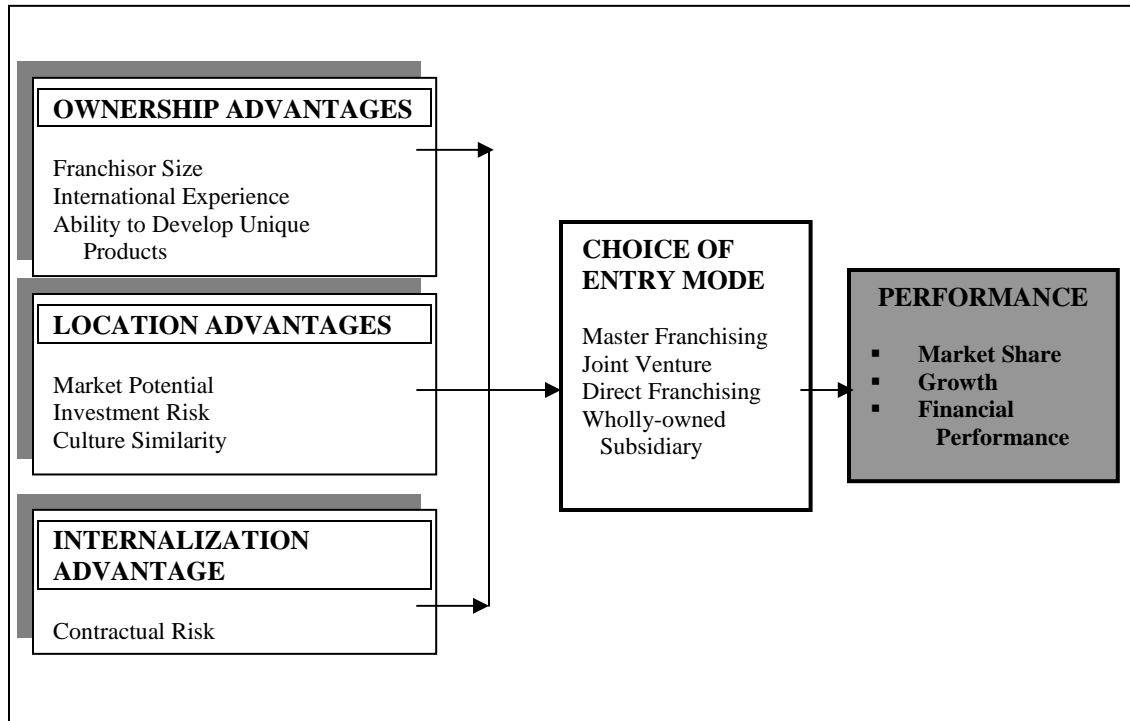 OWNERSHIP ADVANTAGES
Franchisor Size
International Experience
Ability to Develop Unique
Products
LOCATION ADVANTAGES
Market Potential
Investment Risk
Culture Similarity
INTERNALIZATION
ADVANTAGE
Contractual Risk
CHOICE OF
ENTRY MODE
Master Franchising
Joint Venture
Direct Franchising
Wholly-owned
Subsidiary
PERFORMANCE
▪ Market Share
▪ Growth
▪ Financial
Performance